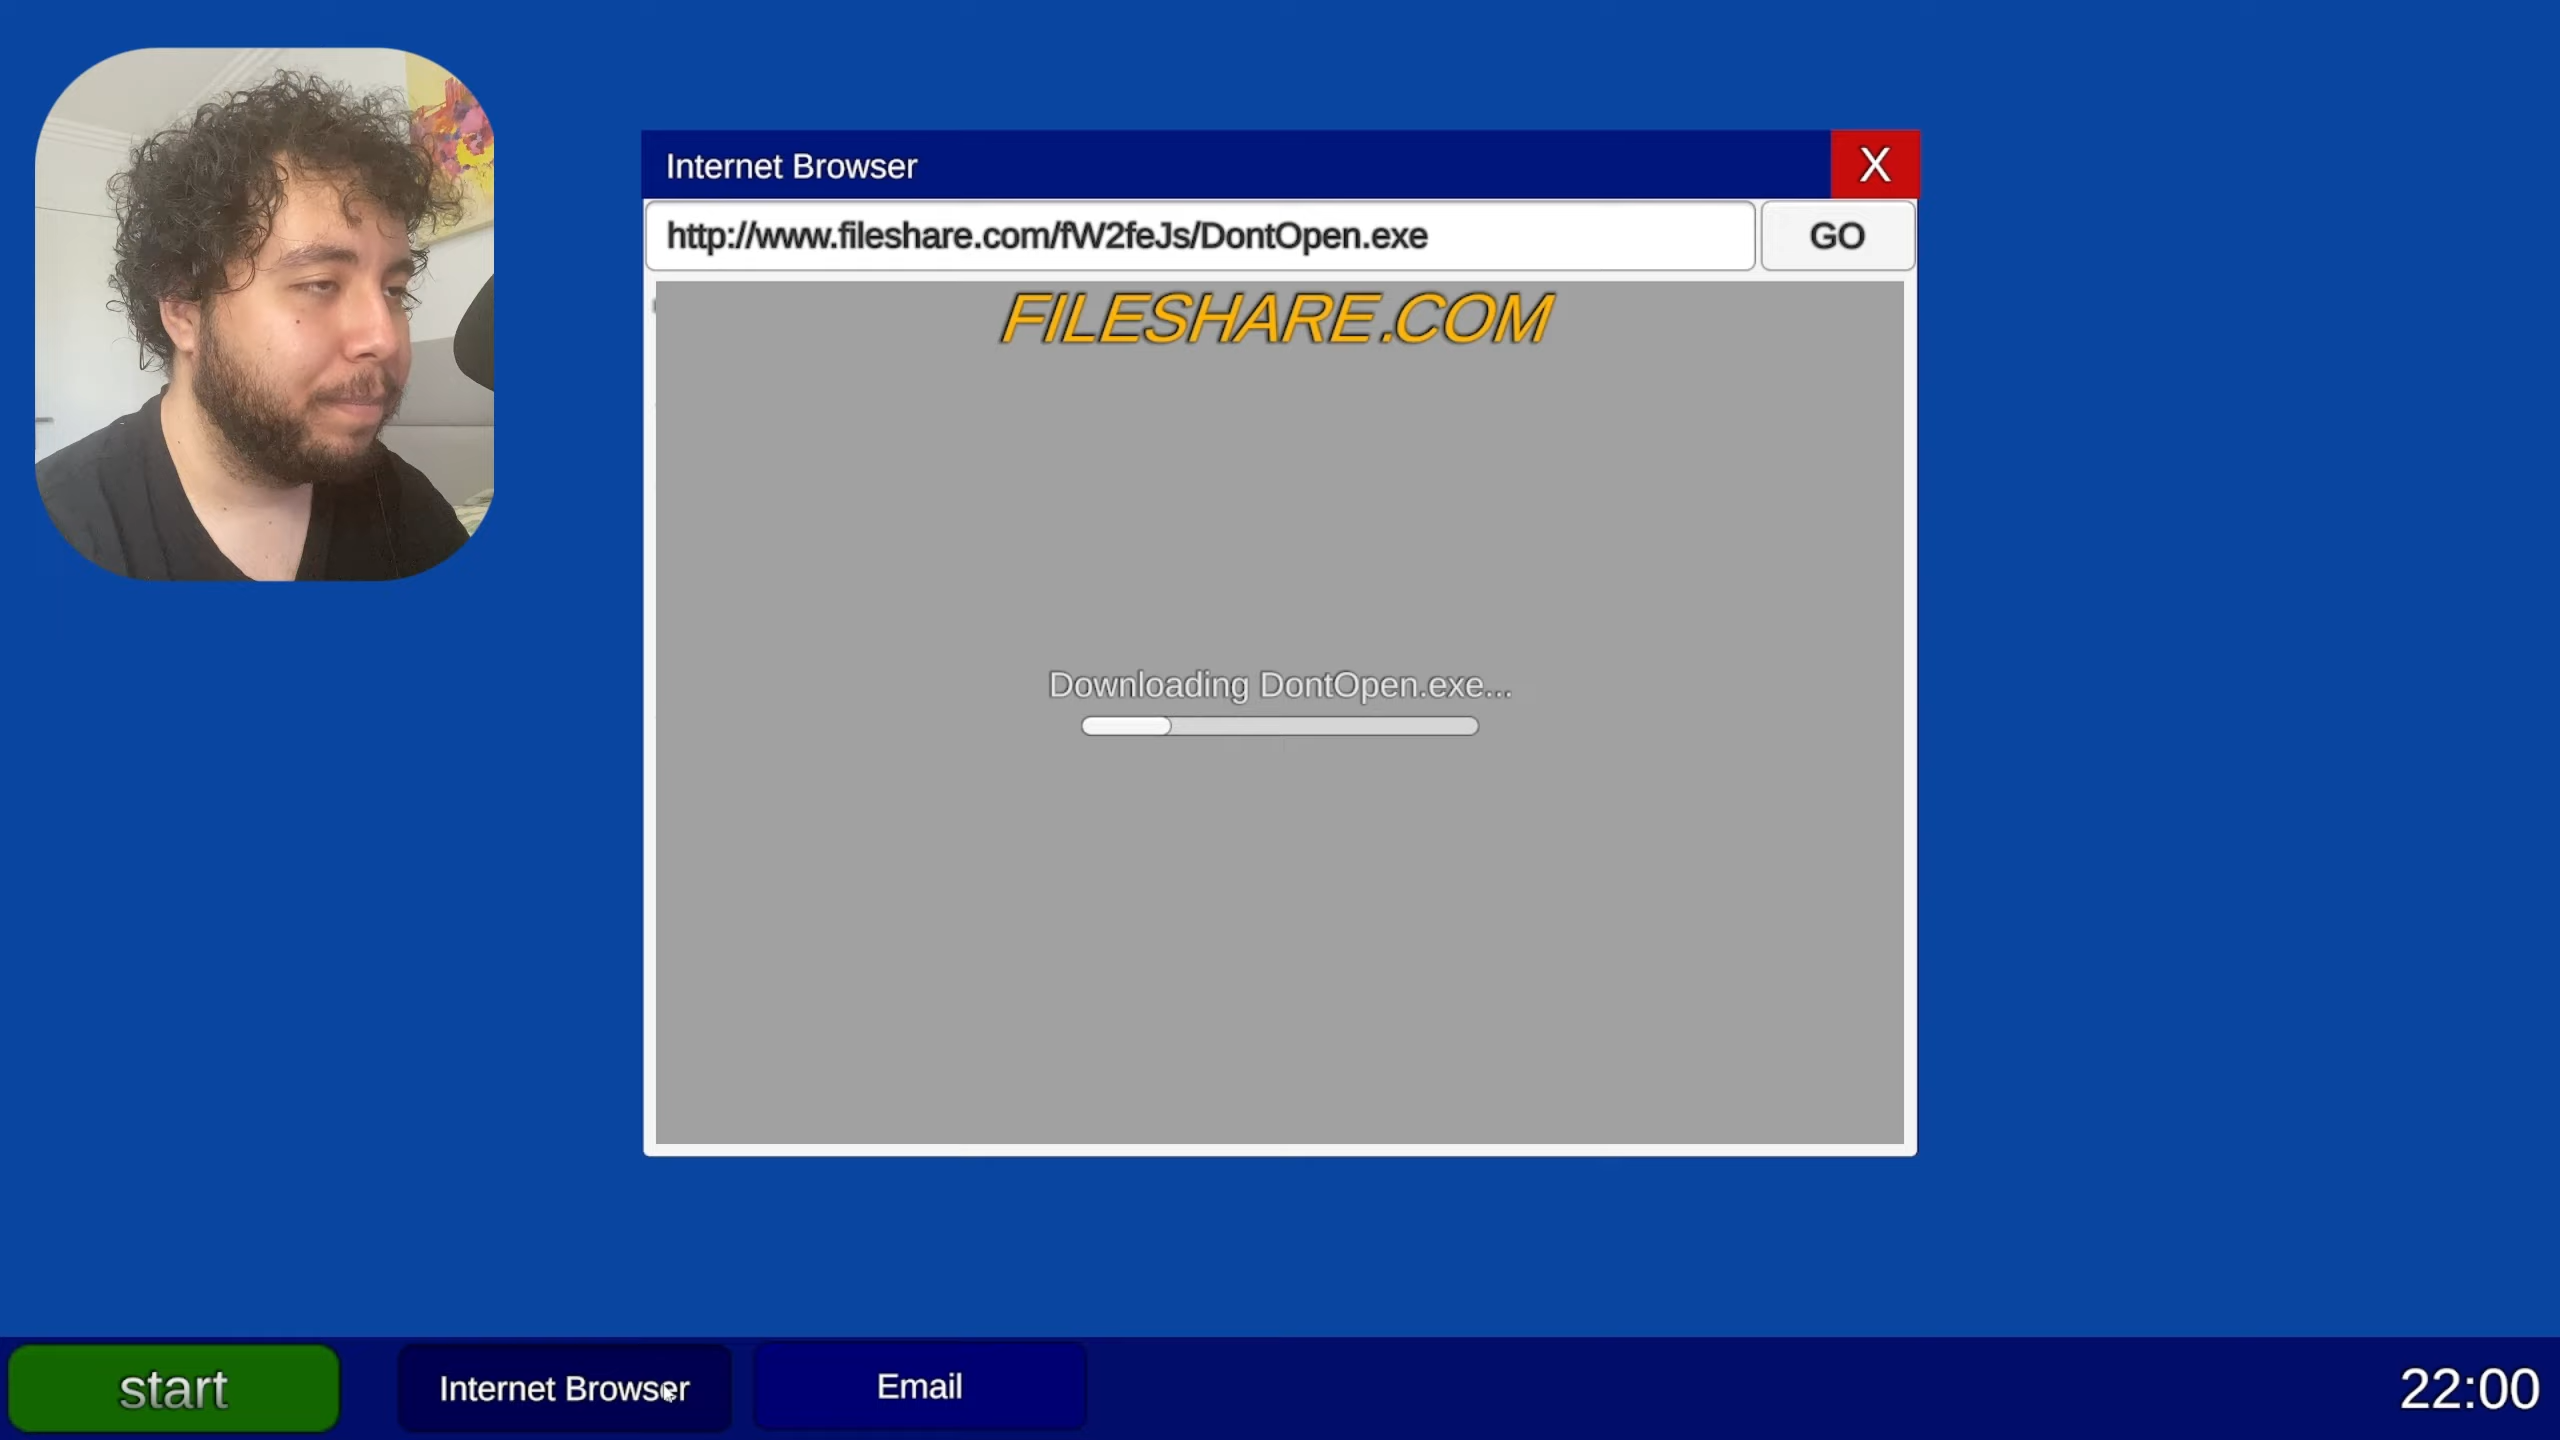 Internet Browser
X
http://www.fileshare.com/fW2feJs/DontOpen.exe
GO
FILESHARE.COM
Downloading DontOpen.exe...
start
Internet Browser
Email
22:00